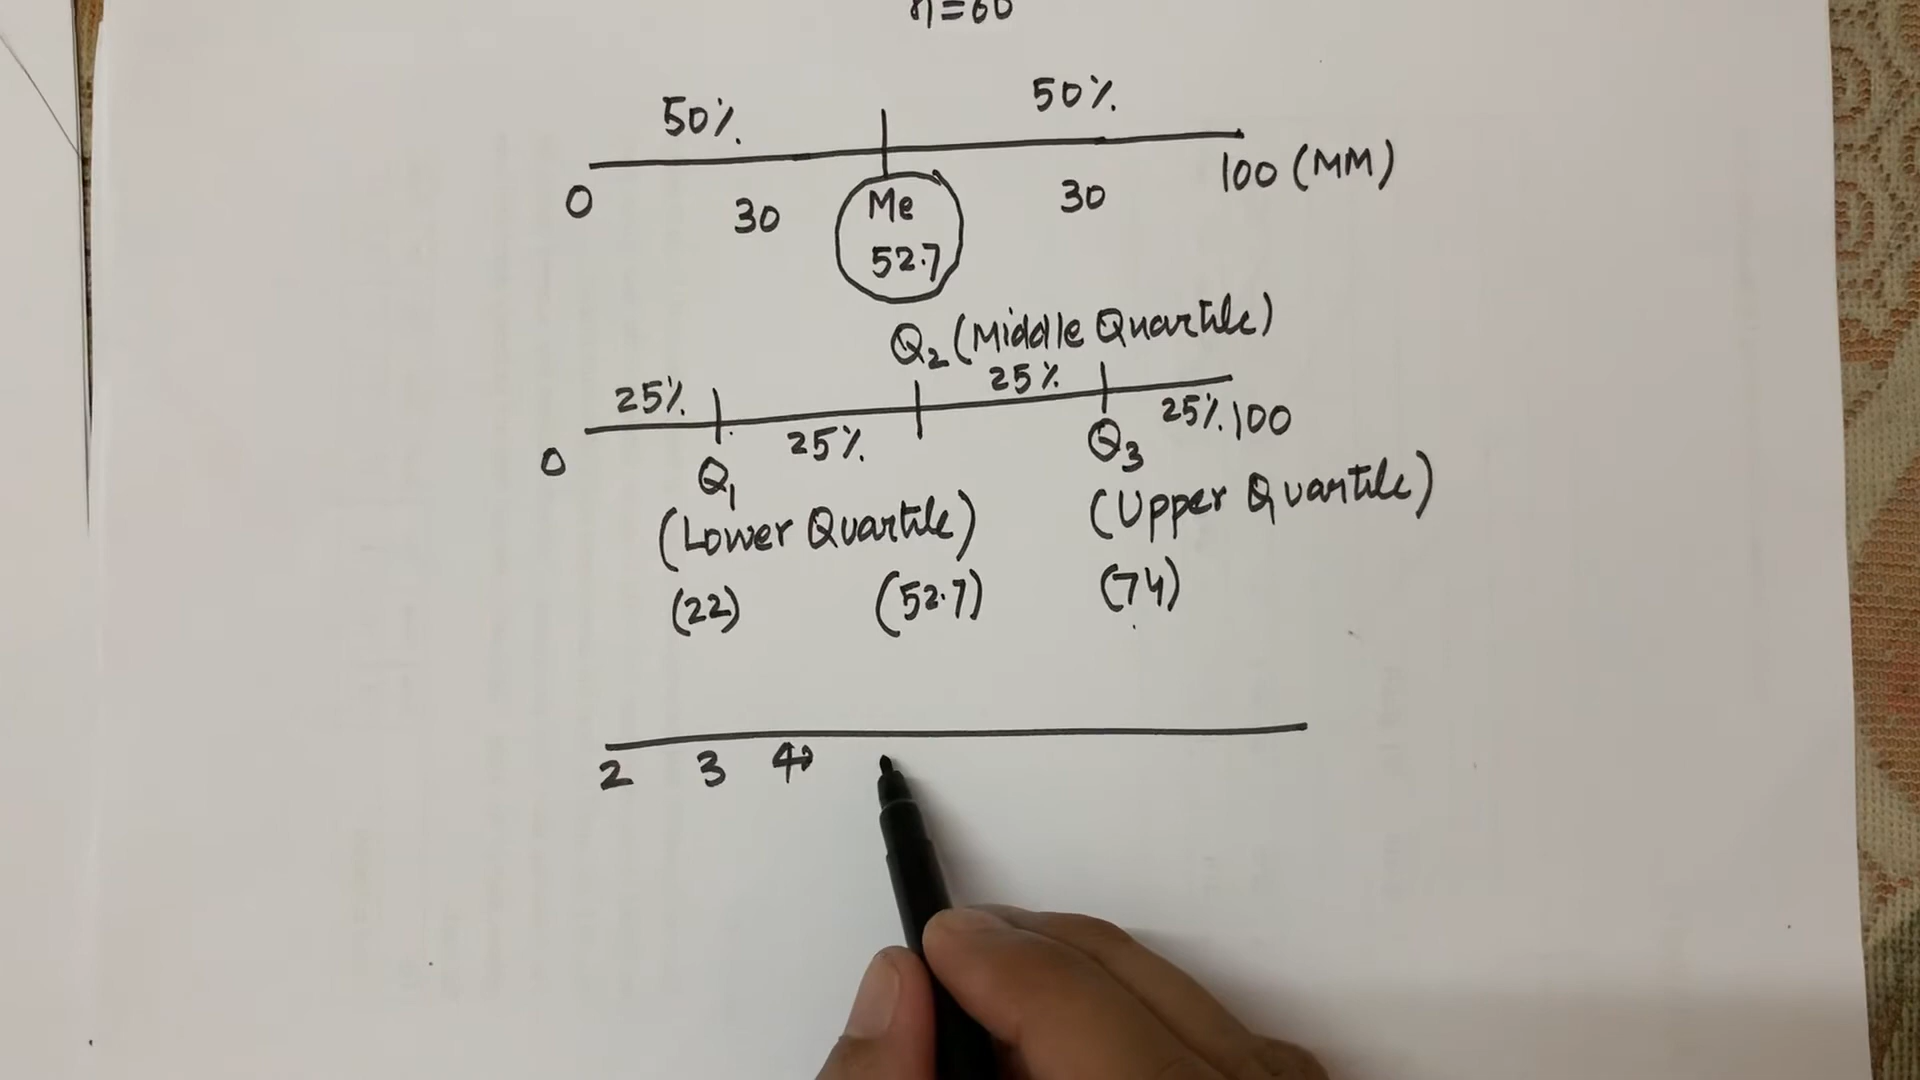 n=60
50% 50%
0 30 Me 30 100 (MM)
52.7
Q2 (Middle Quartile)
25% 25% 25% 25% 100
0 Q1 Q3
(Lower Quartile) (Upper Quartile)
(22) (52.7) (74)
2 3 4